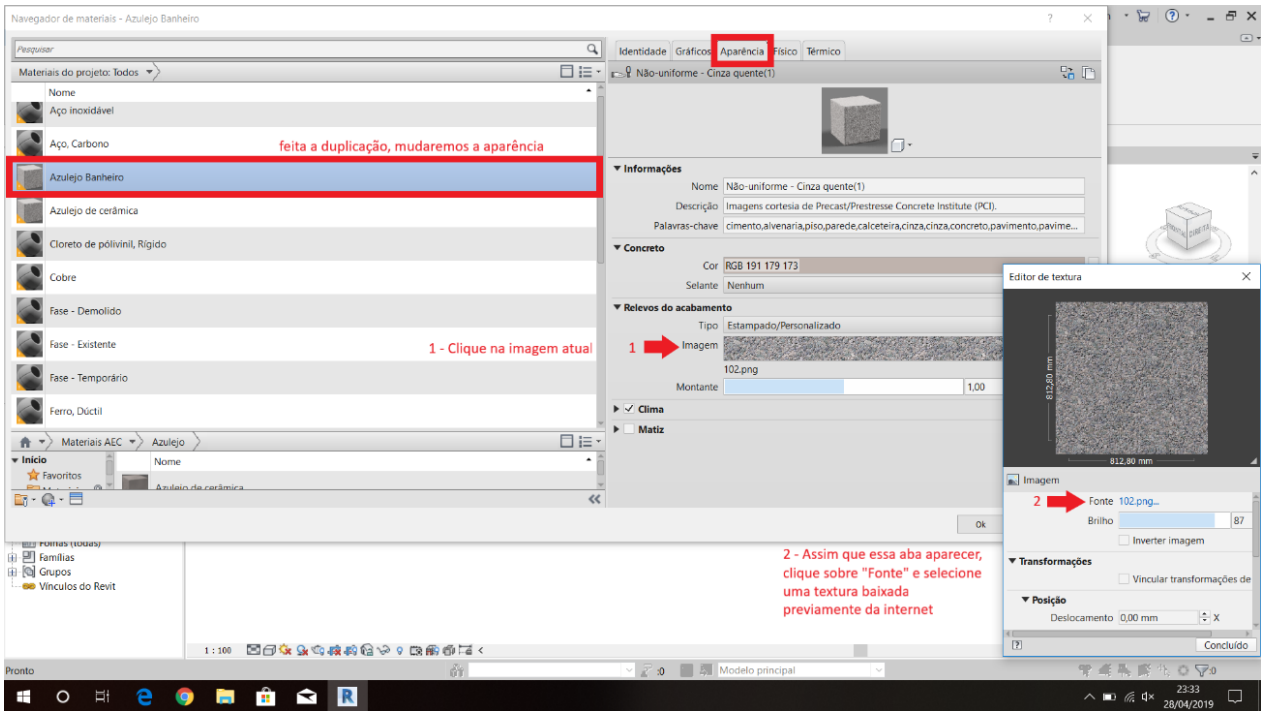 Navegador de materiais - Azulejo Banheiro
Pesquisar
Materiais do projeto: Todos
Nome
Aço inoxidável
Aço, Carbono
feita a duplicação, mudaremos a aparência
Azulejo Banheiro
Azulejo de cerâmica
Cloreto de pólivinil, Rígido
Cobre
Fase - Demolido
Fase - Existente
1 - Clique na imagem atual
Fase - Temporário
Ferro, Dúctil
Materiais AEC
Azulejo
Início
Nome
Favoritos
Azulejo de cerâmica
Identidade Gráficos Aparência Físico Térmico
Não-uniforme - Cinza quente(1)
Informações
Nome Não-uniforme - Cinza quente(1)
Descrição Imagens cortesia de Precast/Prestresse Concrete Institute (PCI).
Palavras-chave cimento,alvenaria,piso,parede,calceteira,cinza,cinza,concreto,pavimento,pavime...
Concreto
Cor RGB 191 179 173
Selante Nenhum
Relevos do acabamento
Tipo Estampado/Personalizado
1 Imagem
102.png
Montante 1,00
Clima
Matiz
Ok
DIREITA
Editor de textura
812,80 mm
812,80 mm
Imagem
2 Fonte 102.png...
Brilho 87
Inverter imagem
Transformações
Vincular transformações de
Posição
Deslocamento 0,00 mm X
Concluído
Famílias
Grupos
Vínculos do Revit
2 - Assim que essa aba aparecer,
clique sobre "Fonte" e selecione
uma textura baixada
previamente da internet
1 : 100
Pronto
:0
Modelo principal
:0
23:33
28/04/2019